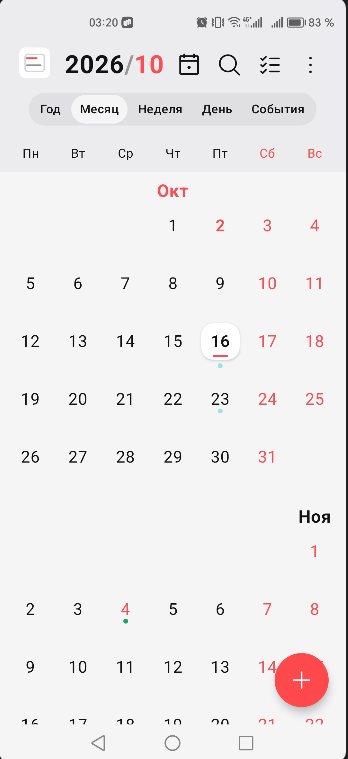 03:20 4G 83 %
2026/10
Год Месяц Неделя День События
Пн Вт Ср Чт Пт Сб Вс
Окт
1 2 3 4
5 6 7 8 9 10 11
12 13 14 15 16 17 18
19 20 21 22 23 24 25
26 27 28 29 30 31
Ноя
1
2 3 4 5 6 7 8
9 10 11 12 13 14
16 17 18 19 20 21 22